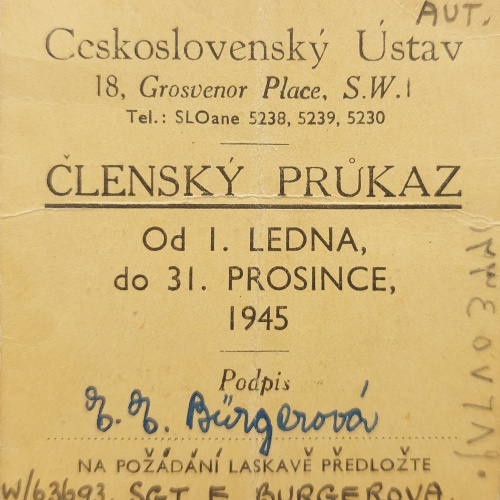 AUT.
Československý Ústav
18, Grosvenor Place, S.W.1
Tel.: SLOane 5238, 5239, 5230
ČLENSKÝ PRŮKAZ
Od 1. LEDNA,
do 31. PROSINCE,
1945
Podpis
E. E. Bürgerová
NA POŽÁDÁNÍ LASKAVĚ PŘEDLOŽTE
W/63693. SGT E BURGEROVA